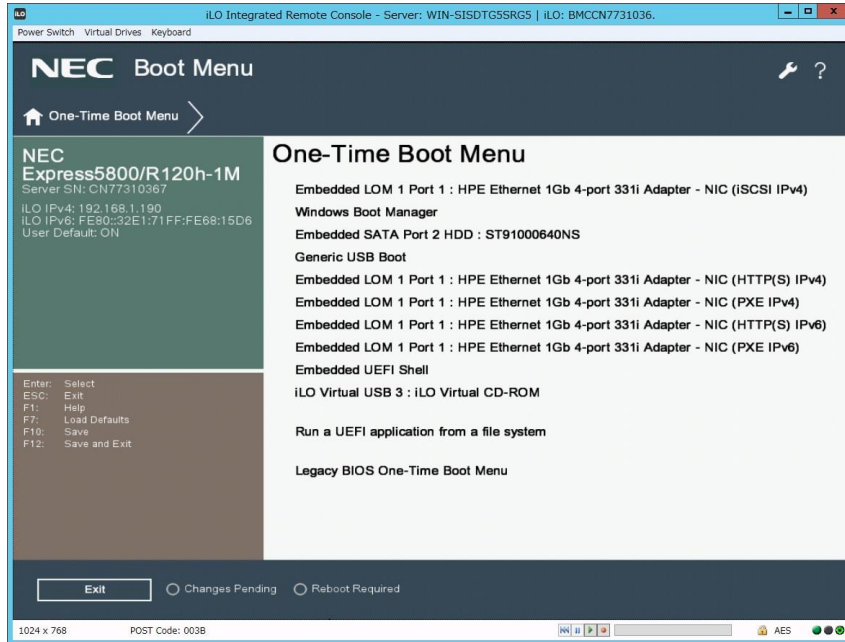 iLO
iLO Integrated Remote Console - Server: WIN-SISDTG5SRG5 | iLO: BMCCN7731036.
Power Switch Virtual Drives Keyboard
NEC Boot Menu
?
One-Time Boot Menu
NEC
Express5800/R120h-1M
Server SN: CN77310367
iLO IPv4: 192.168.1.190
iLO IPv6: FE80::32E1:71FF:FE68:15D6
User Default: ON
Enter: Select
ESC: Exit
F1: Help
F7: Load Defaults
F10: Save
F12: Save and Exit
One-Time Boot Menu
Embedded LOM 1 Port 1 : HPE Ethernet 1Gb 4-port 331i Adapter - NIC (iSCSI IPv4)
Windows Boot Manager
Embedded SATA Port 2 HDD : ST91000640NS
Generic USB Boot
Embedded LOM 1 Port 1 : HPE Ethernet 1Gb 4-port 331i Adapter - NIC (HTTP(S) IPv4)
Embedded LOM 1 Port 1 : HPE Ethernet 1Gb 4-port 331i Adapter - NIC (PXE IPv4)
Embedded LOM 1 Port 1 : HPE Ethernet 1Gb 4-port 331i Adapter - NIC (HTTP(S) IPv6)
Embedded LOM 1 Port 1 : HPE Ethernet 1Gb 4-port 331i Adapter - NIC (PXE IPv6)
Embedded UEFI Shell
iLO Virtual USB 3 : iLO Virtual CD-ROM
Run a UEFI application from a file system
Legacy BIOS One-Time Boot Menu
Exit Changes Pending Reboot Required
1024 x 768 POST Code: 003B AES